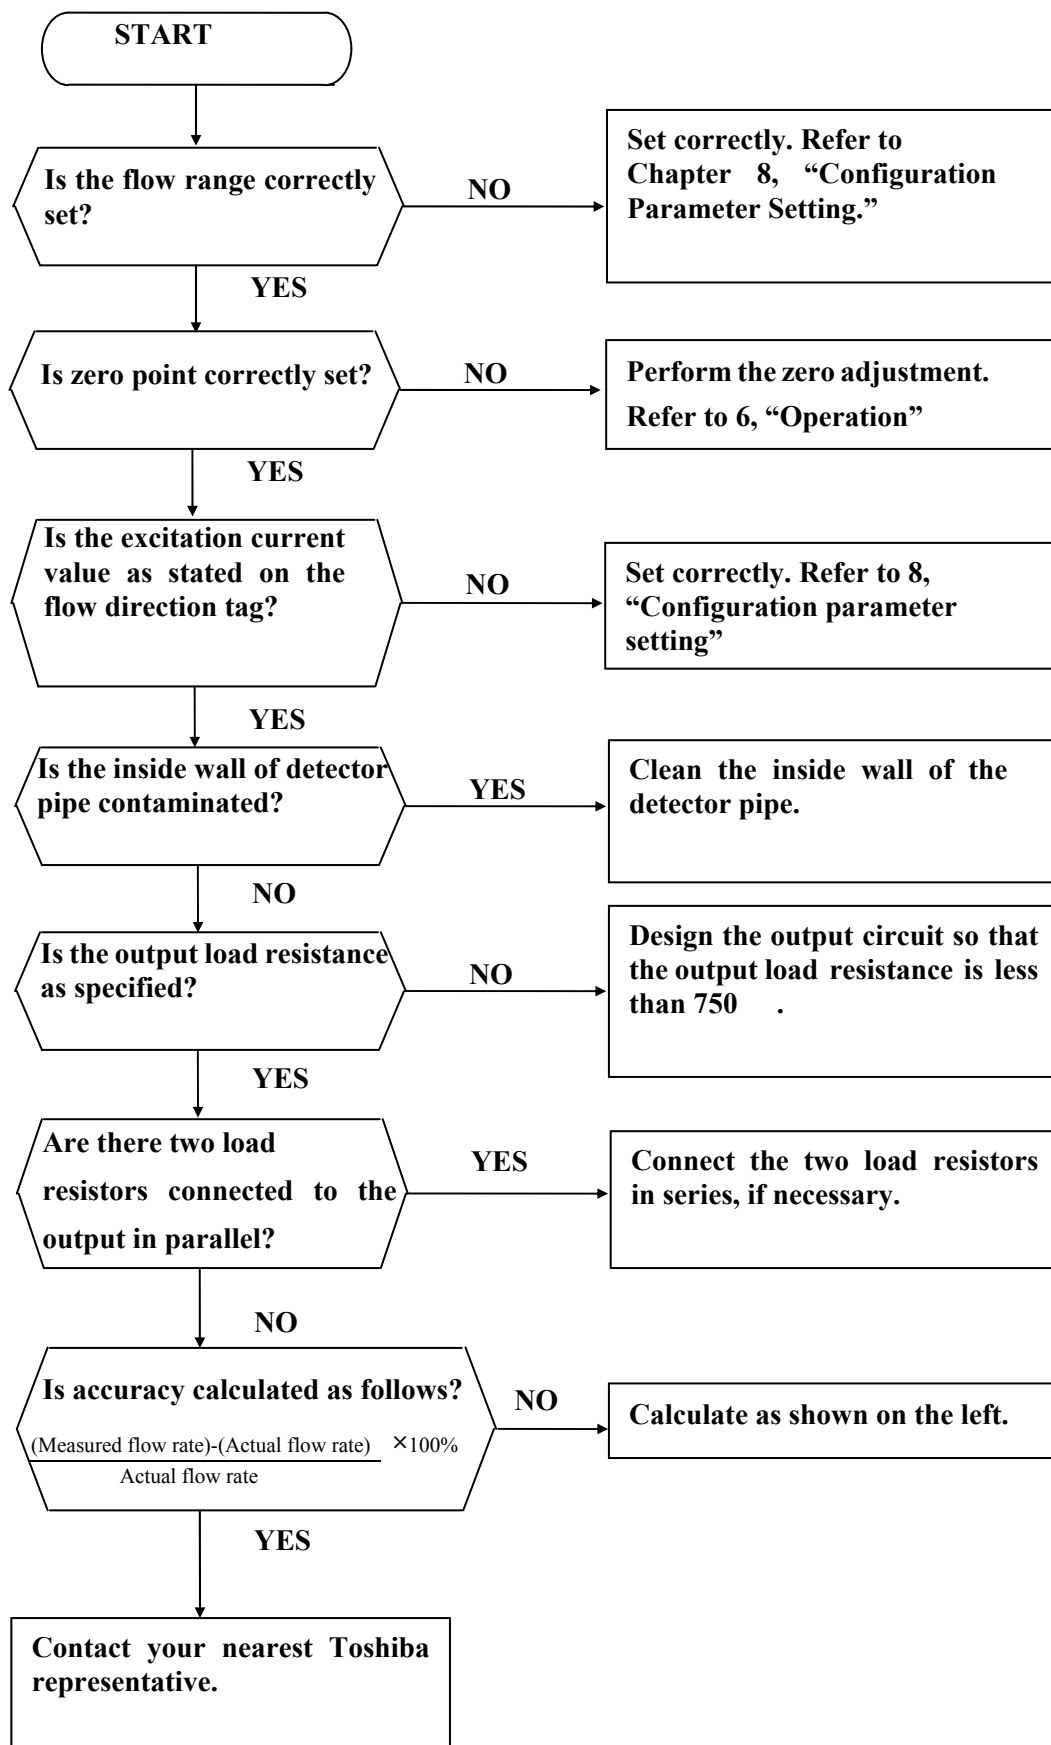 START
Is the flow range correctly
set?
NO
Set correctly. Refer to
Chapter 8, “Configuration
Parameter Setting.”
YES
Is zero point correctly set?
NO
Perform the zero adjustment.
Refer to 6, “Operation”
YES
Is the excitation current
value as stated on the
flow direction tag?
NO
Set correctly. Refer to 8,
“Configuration parameter
setting”
YES
Is the inside wall of detector
pipe contaminated?
YES
Clean the inside wall of the
detector pipe.
NO
Is the output load resistance
as specified?
NO
Design the output circuit so that
the output load resistance is less
than 750 .
YES
Are there two load
resistors connected to the
output in parallel?
YES
Connect the two load resistors
in series, if necessary.
NO
Is accuracy calculated as follows?
(Measured flow rate)-(Actual flow rate) ×100%
Actual flow rate
NO
Calculate as shown on the left.
YES
Contact your nearest Toshiba
representative.